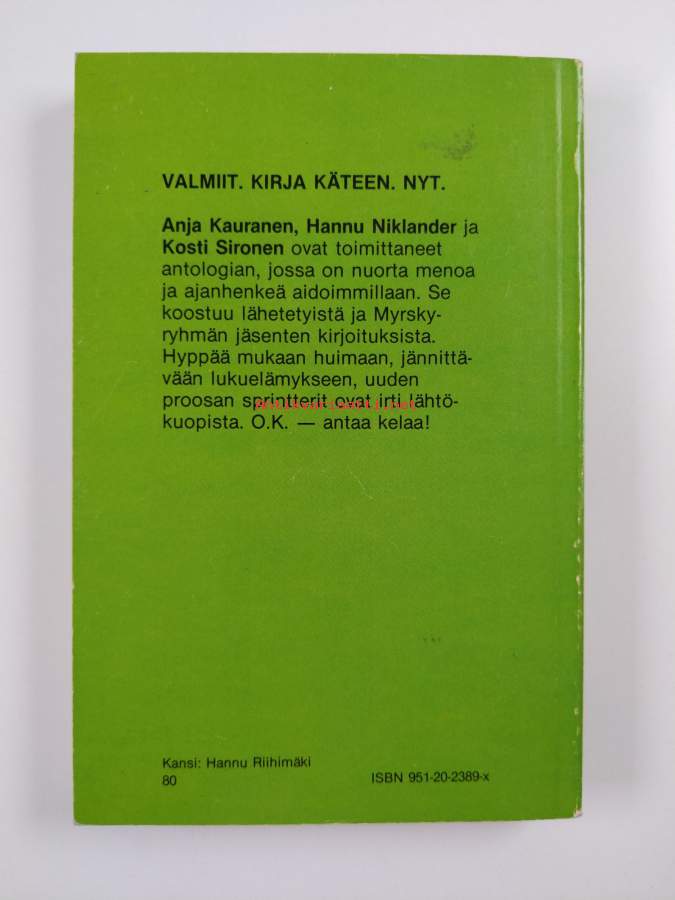 VALMIIT. KIRJA KÄTEEN. NYT.
Anja Kauranen, Hannu Niklander ja
Kosti Sironen ovat toimittaneet
antologian, jossa on nuorta menoa
ja ajanhenkeä aidoimmillaan. Se
koostuu lähetetyistä ja Myrsky-
ryhmän jäsenten kirjoituksista.
Hyppää mukaan huimaan, jännittä-
vään lukuelämykseen, uuden
proosan sprintterit ovat irti lähtö-
Antikvariaatti.net
kuopista. O.K. — antaa kelaa!
Kansi: Hannu Riihimäki
80
ISBN 951-20-2389-x